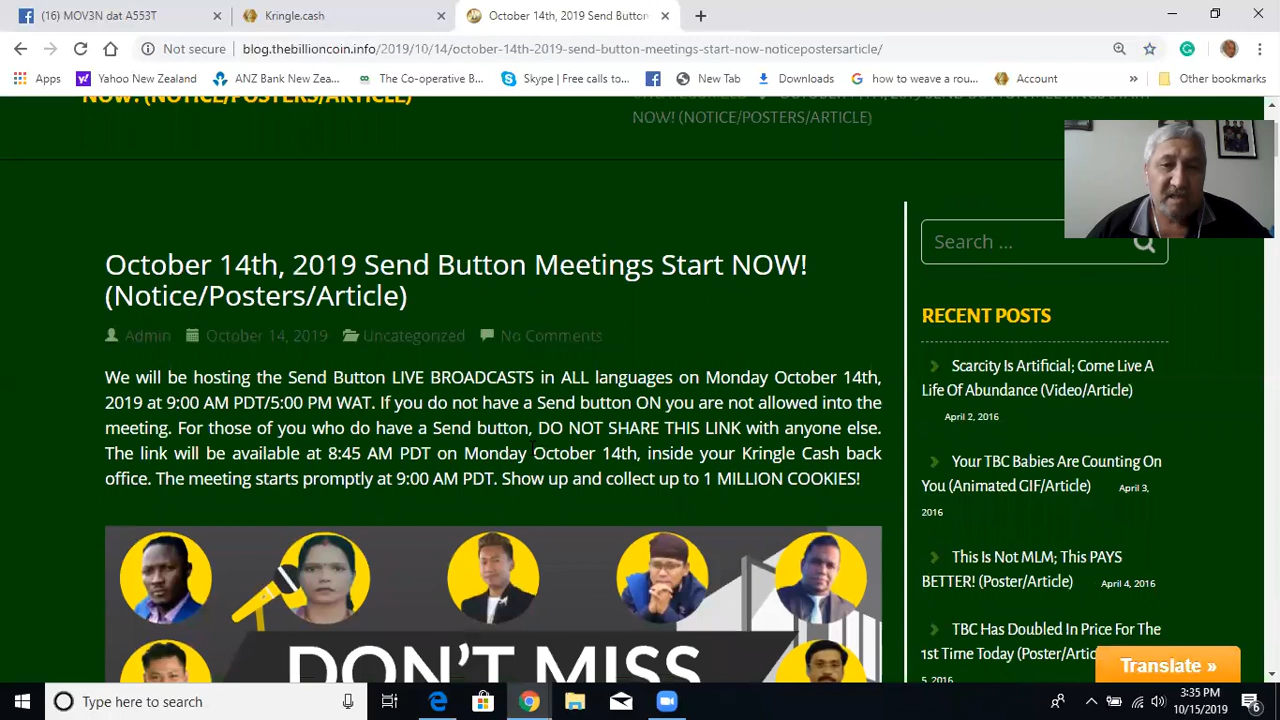 (16) MOV3N dat A553T
Kringle.cash
October 14th, 2019 Send Button
Not secure
blog.thebillioncoin.info/2019/10/14/october-14th-2019-send-button-meetings-start-now-noticepostersarticle/
Apps
Yahoo New Zealand
ANZ Bank New Zea...
The Co-operative B...
Skype | Free calls to...
New Tab
Downloads
how to weave a rou...
Account
Other bookmarks
NOW! (NOTICE/POSTERS/ARTICLE)
NOW! (NOTICE/POSTERS/ARTICLE)
October 14th, 2019 Send Button Meetings Start NOW!
(Notice/Posters/Article)
Admin
October 14, 2019
Uncategorized
No Comments
We will be hosting the Send Button LIVE BROADCASTS in ALL languages on Monday October 14th,
2019 at 9:00 AM PDT/5:00 PM WAT. If you do not have a Send button ON you are not allowed into the
meeting. For those of you who do have a Send button, DO NOT SHARE THIS LINK with anyone else.
The link will be available at 8:45 AM PDT on Monday October 14th, inside your Kringle Cash back
office. The meeting starts promptly at 9:00 AM PDT. Show up and collect up to 1 MILLION COOKIES!
DON'T MISS
Search ...
RECENT POSTS
Scarcity Is Artificial; Come Live A
Life Of Abundance (Video/Article)
April 2, 2016
Your TBC Babies Are Counting On
You (Animated GIF/Article) April 3,
2016
This Is Not MLM; This PAYS
BETTER! (Poster/Article) April 4, 2016
TBC Has Doubled In Price For The
1st Time Today (Poster/Artic
5, 2016
Translate »
Type here to search
3:35 PM
10/15/2019
6